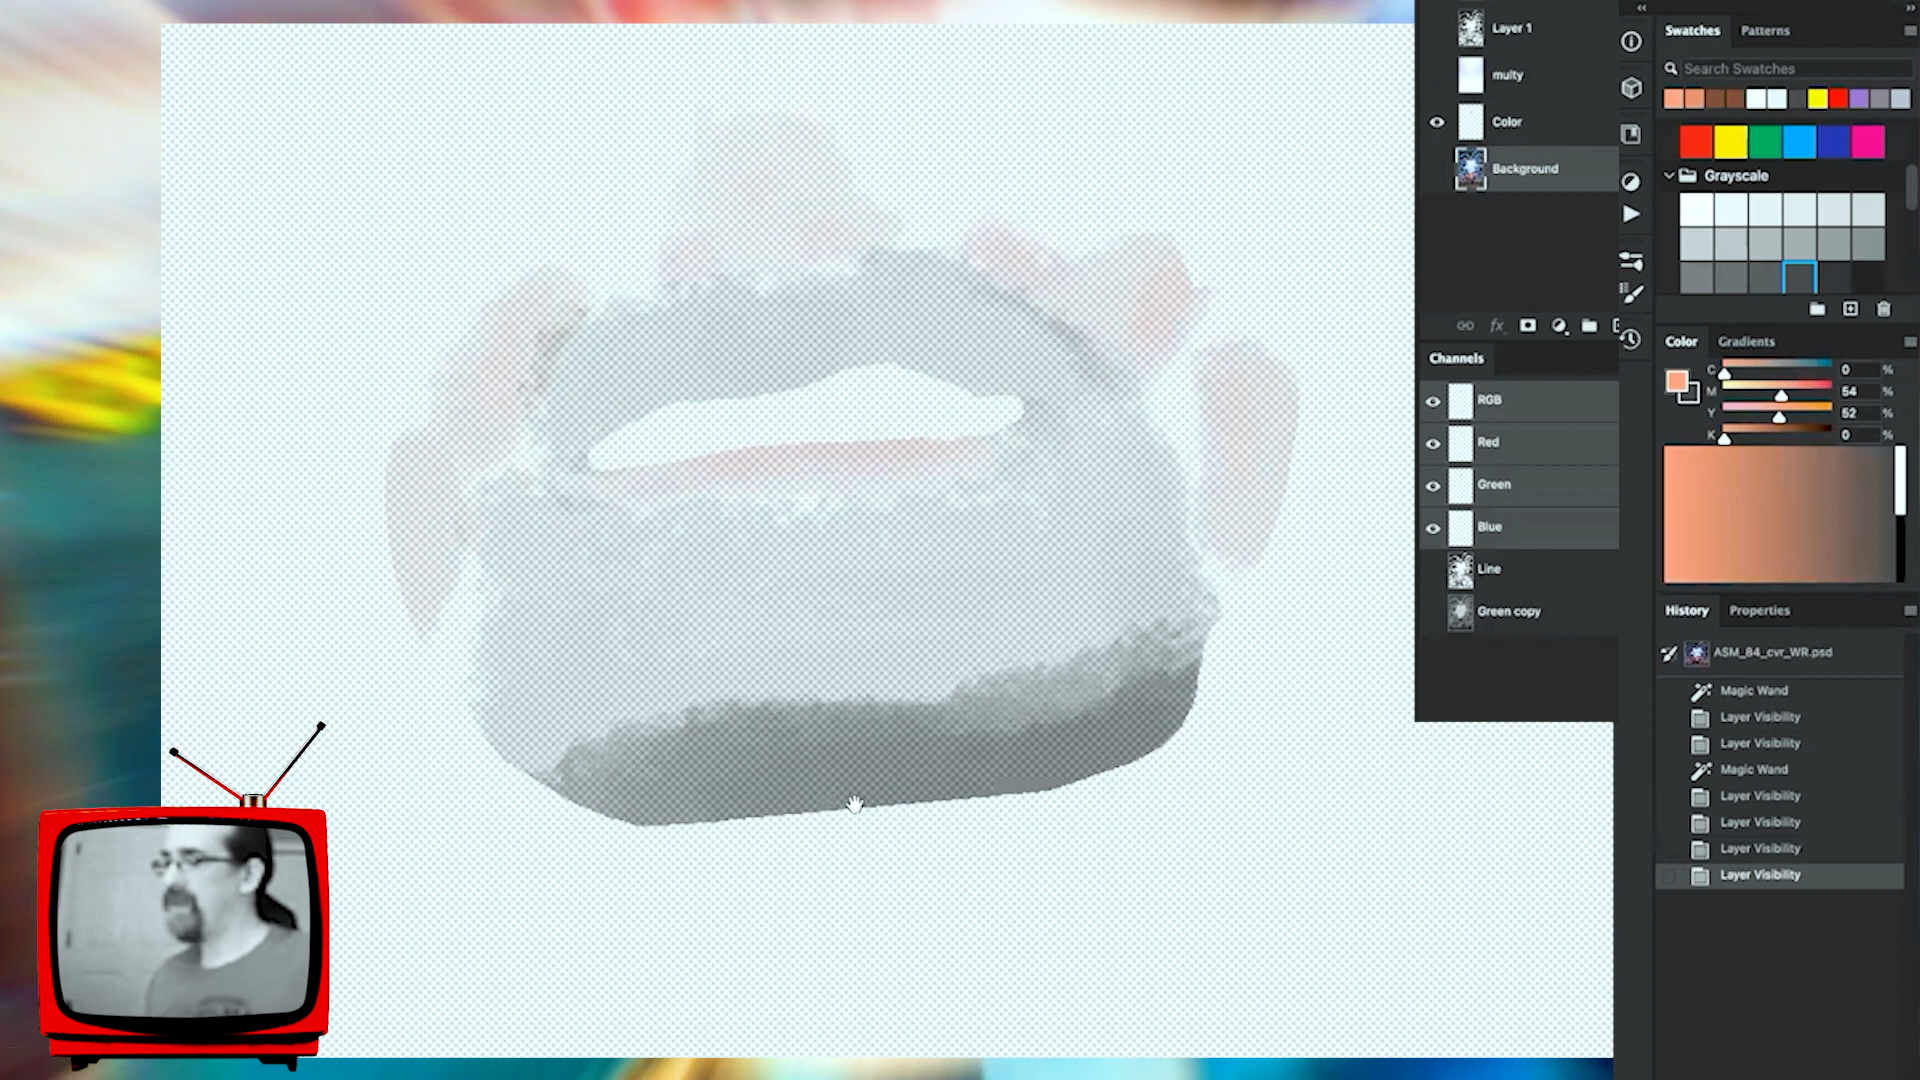 Layer 1
multy
Color
Background
fx
Channels
RGB
Red
Green
Blue
Line
Green copy
Swatches
Patterns
Search Swatches
Grayscale
Color
Gradients
C 0 %
M 54 %
Y 52 %
K 0 %
History
Properties
ASM_84_cvr_WR.psd
Magic Wand
Layer Visibility
Layer Visibility
Magic Wand
Layer Visibility
Layer Visibility
Layer Visibility
Layer Visibility